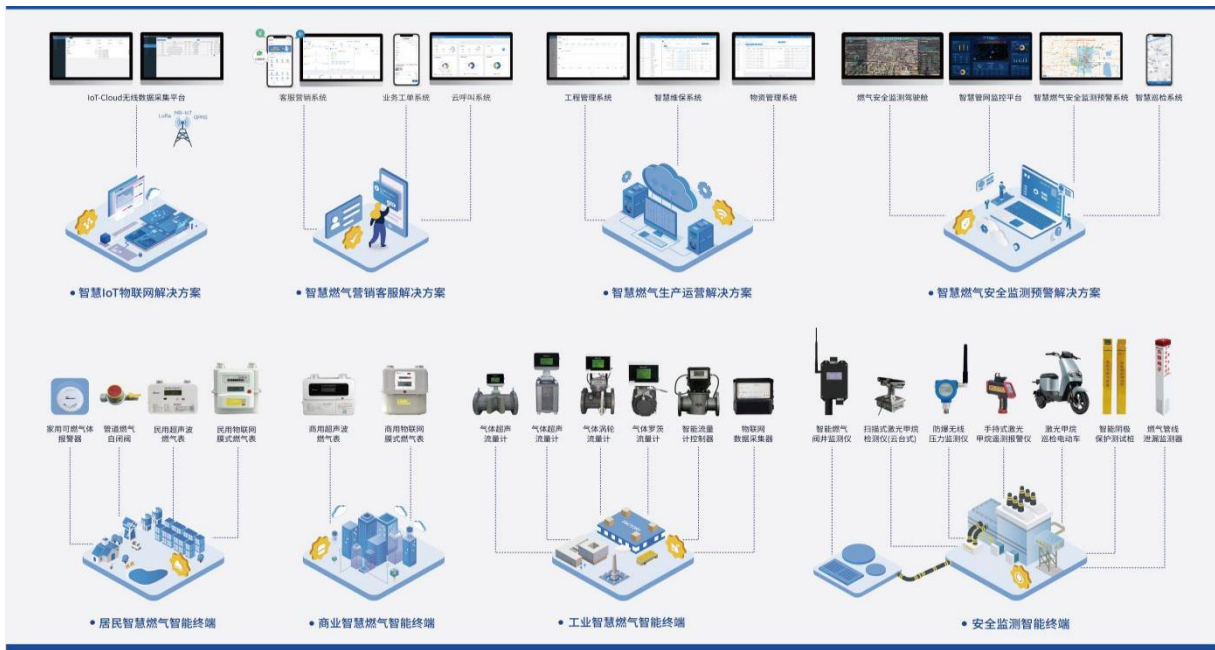 IoT-Cloud无线数据采集平台
LoRa NB-IoT GPRS
客服营销系统
业务工单系统
云呼叫系统
工程管理系统
智慧维保系统
物资管理系统
燃气安全监测驾驶舱
智慧管网监控平台
智慧燃气安全监测预警系统
智慧巡检系统
• 智慧IoT物联网解决方案
• 智慧燃气营销客服解决方案
• 智慧燃气生产运营解决方案
• 智慧燃气安全监测预警解决方案
家用可燃气体
报警器
管道燃气
自闭阀
民用超声波
燃气表
民用物联网
膜式燃气表
商用超声波
燃气表
商用物联网
膜式燃气表
气体超声
流量计
气体超声
流量计
气体涡轮
流量计
气体罗茨
流量计
智能流量
计控制器
物联网
数据采集器
智能燃气
阀井监测仪
扫描式激光甲烷
检测仪(云台式)
防爆无线
压力监测仪
手持式激光
甲烷遥测报警仪
激光甲烷
巡检电动车
智能阴极
保护测试桩
燃气管线
泄漏监测器
FACTORY
• 居民智慧燃气智能终端
• 商业智慧燃气智能终端
• 工业智慧燃气智能终端
• 安全监测智能终端